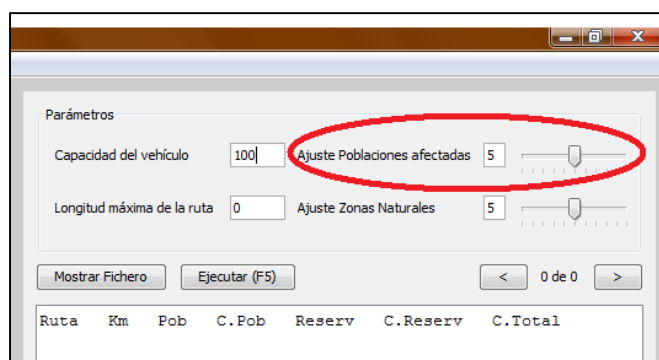 Parámetros
Capacidad del vehículo 100 Ajuste Poblaciones afectadas 5
Longitud máxima de la ruta 0 Ajuste Zonas Naturales 5
Mostrar Fichero Ejecutar (F5) < 0 de 0 >
Ruta Km Pob C.Pob Reserv C.Reserv C.Total